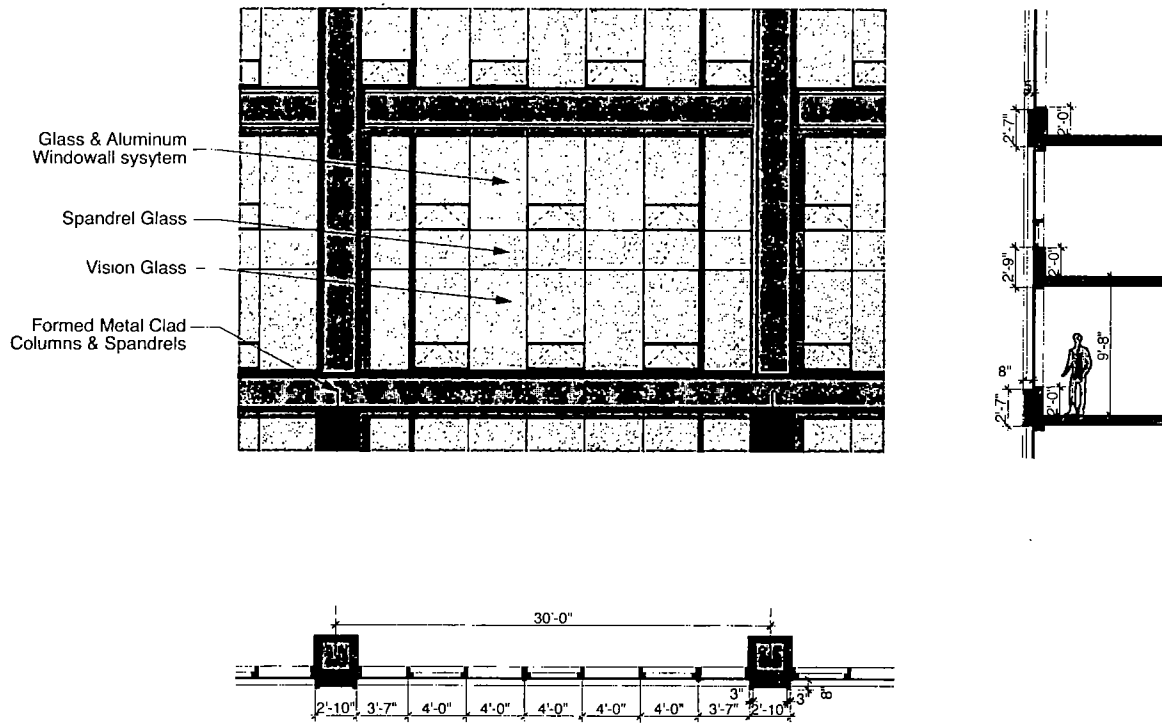 Glass & Aluminum
Windowall sysytem
Spandrel Glass
Vision Glass
Formed Metal Clad
Columns & Spandrels
2'-7"
2'-0"
2'-9"
2'-0"
9'-8"
8"
2'-7"
2'-0"
30'-0"
3"
3"
8"
2'-10" 3'-7" 4'-0" 4'-0" 4'-0" 4'-0" 4'-0" 3'-7" 2'-10"